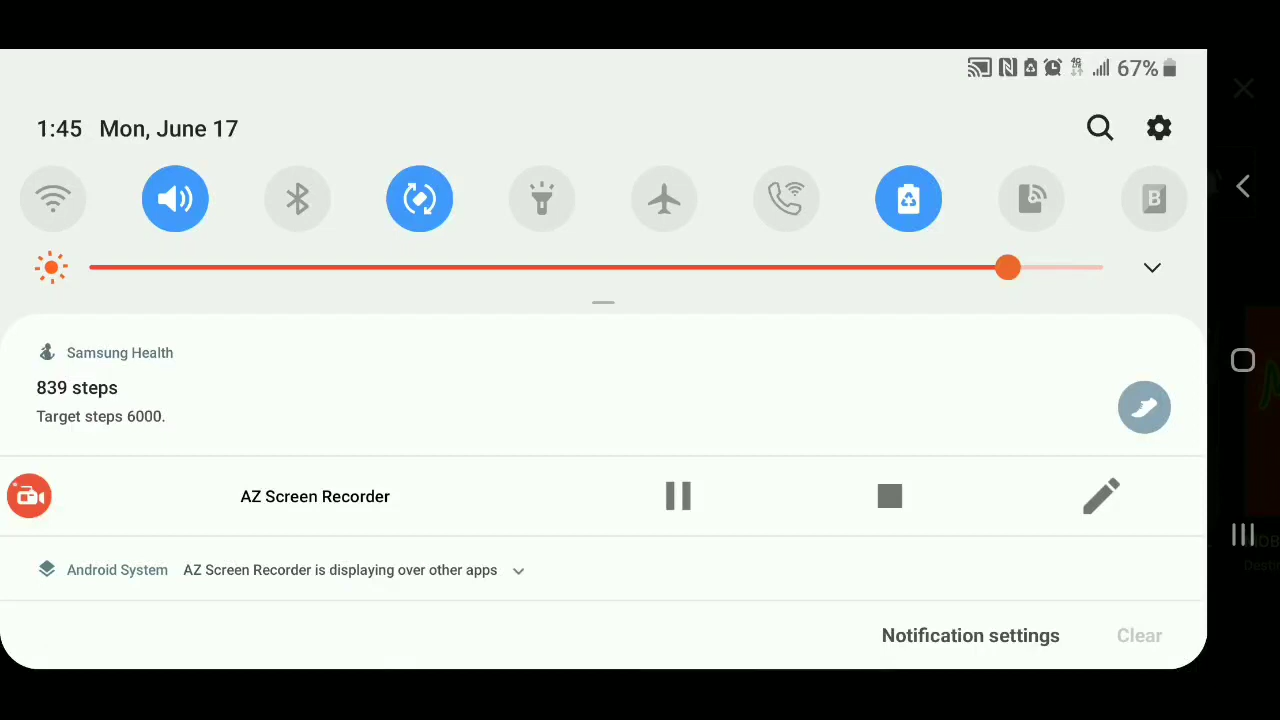 67%
1:45 Mon, June 17
B
Samsung Health
839 steps
Target steps 6000.
AZ Screen Recorder
Android System AZ Screen Recorder is displaying over other apps
Notification settings Clear